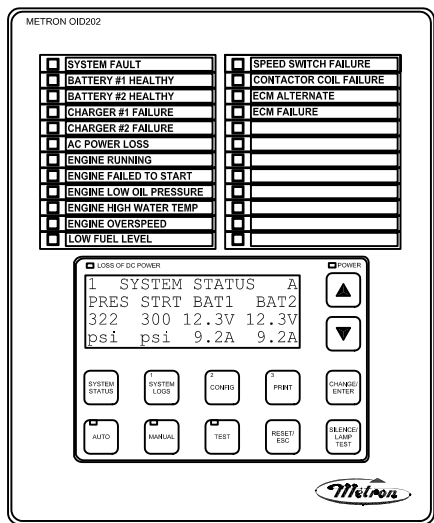 METRON OID202
SYSTEM FAULT
BATTERY #1 HEALTHY
BATTERY #2 HEALTHY
CHARGER #1 FAILURE
CHARGER #2 FAILURE
AC POWER LOSS
ENGINE RUNNING
ENGINE FAILED TO START
ENGINE LOW OIL PRESSURE
ENGINE HIGH WATER TEMP
ENGINE OVERSPEED
LOW FUEL LEVEL
SPEED SWITCH FAILURE
CONTACTOR COIL FAILURE
ECM ALTERNATE
ECM FAILURE
LOSS OF DC POWER
POWER
1 SYSTEM STATUS A
PRES STRT BAT1 BAT2
322 300 12.3V 12.3V
psi psi 9.2A 9.2A
SYSTEM
STATUS
1
SYSTEM
LOGS
2
CONFIG
3
PRINT
CHANGE/
ENTER
AUTO
MANUAL
TEST
RESET/
ESC
SILENCE/
LAMP
TEST
Metron